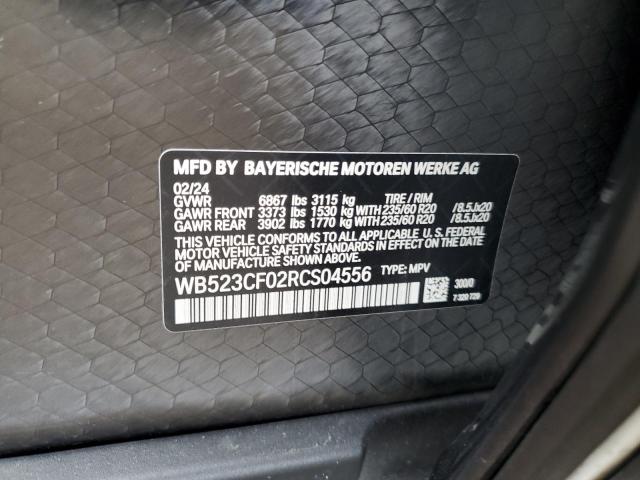 MFD BY BAYERISCHE MOTOREN WERKE AG
02/24
GVWR 6867 lbs 3115 kg TIRE / RIM
GAWR FRONT 3373 lbs 1530 kg WITH 235/60 R20 /8.5Jx20
GAWR REAR 3902 lbs 1770 kg WITH 235/60 R20 /8.5Jx20
THIS VEHICLE CONFORMS TO ALL APPLICABLE U. S. FEDERAL
MOTOR VEHICLE SAFETY STANDARDS IN EFFECT ON THE DATE
OF MANUFACTURE SHOWN ABOVE.
WB523CF02RCS04556 TYPE: MPV
300/0
7 320 729